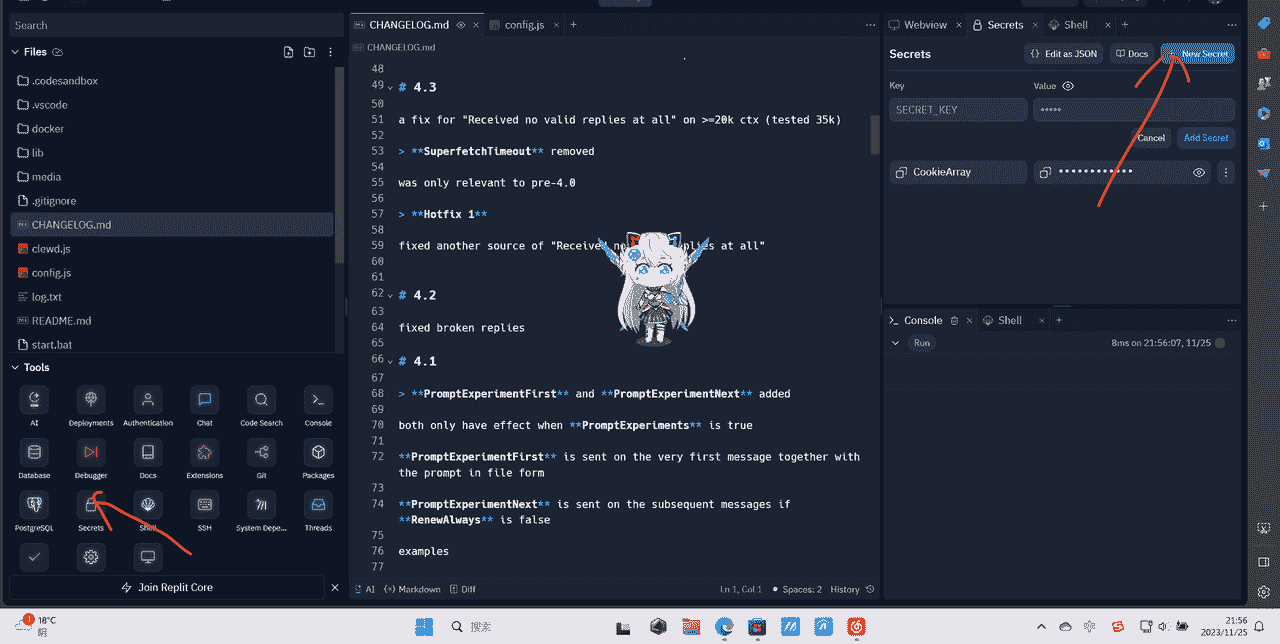 Search
Files
.codesandbox
.vscode
docker
lib
media
.gitignore
CHANGELOG.md
clewd.js
config.js
log.txt
README.md
start.bat
Tools
AI Deployments Authentication Chat Code Search Console
Database Debugger Docs Extensions Git Packages
PostgreSQL Secrets Shell SSH System Depe... Threads
Join Replit Core
CHANGELOG.md config.js
CHANGELOG.md
48
49 # 4.3
50
51 a fix for "Received no valid replies at all" on >=20k ctx (tested 35k)
52
53 > **SuperfetchTimeout** removed
54
55 was only relevant to pre-4.0
56
57 > **Hotfix 1**
58
59 fixed another source of "Received no replies at all"
60
61
62 # 4.2
63
64 fixed broken replies
65
66 # 4.1
67
68 > **PromptExperimentFirst** and **PromptExperimentNext** added
69
70 both only have effect when **PromptExperiments** is true
71
72 **PromptExperimentFirst** is sent on the very first message together with
the prompt in file form
73
74 **PromptExperimentNext** is sent on the subsequent messages if
**RenewAlways** is false
75
76 examples
77
AI Markdown Diff Ln 1, Col 1 Spaces: 2 History
Webview Secrets Shell
Secrets {} Edit as JSON Docs New Secret
Key Value
SECRET_KEY •••••
Cancel Add Secret
CookieArray ••••••••••••
Console Shell
Run 8ms on 21:56:07, 11/25
1 18°C
阴
搜索
21:56
2023/11/25